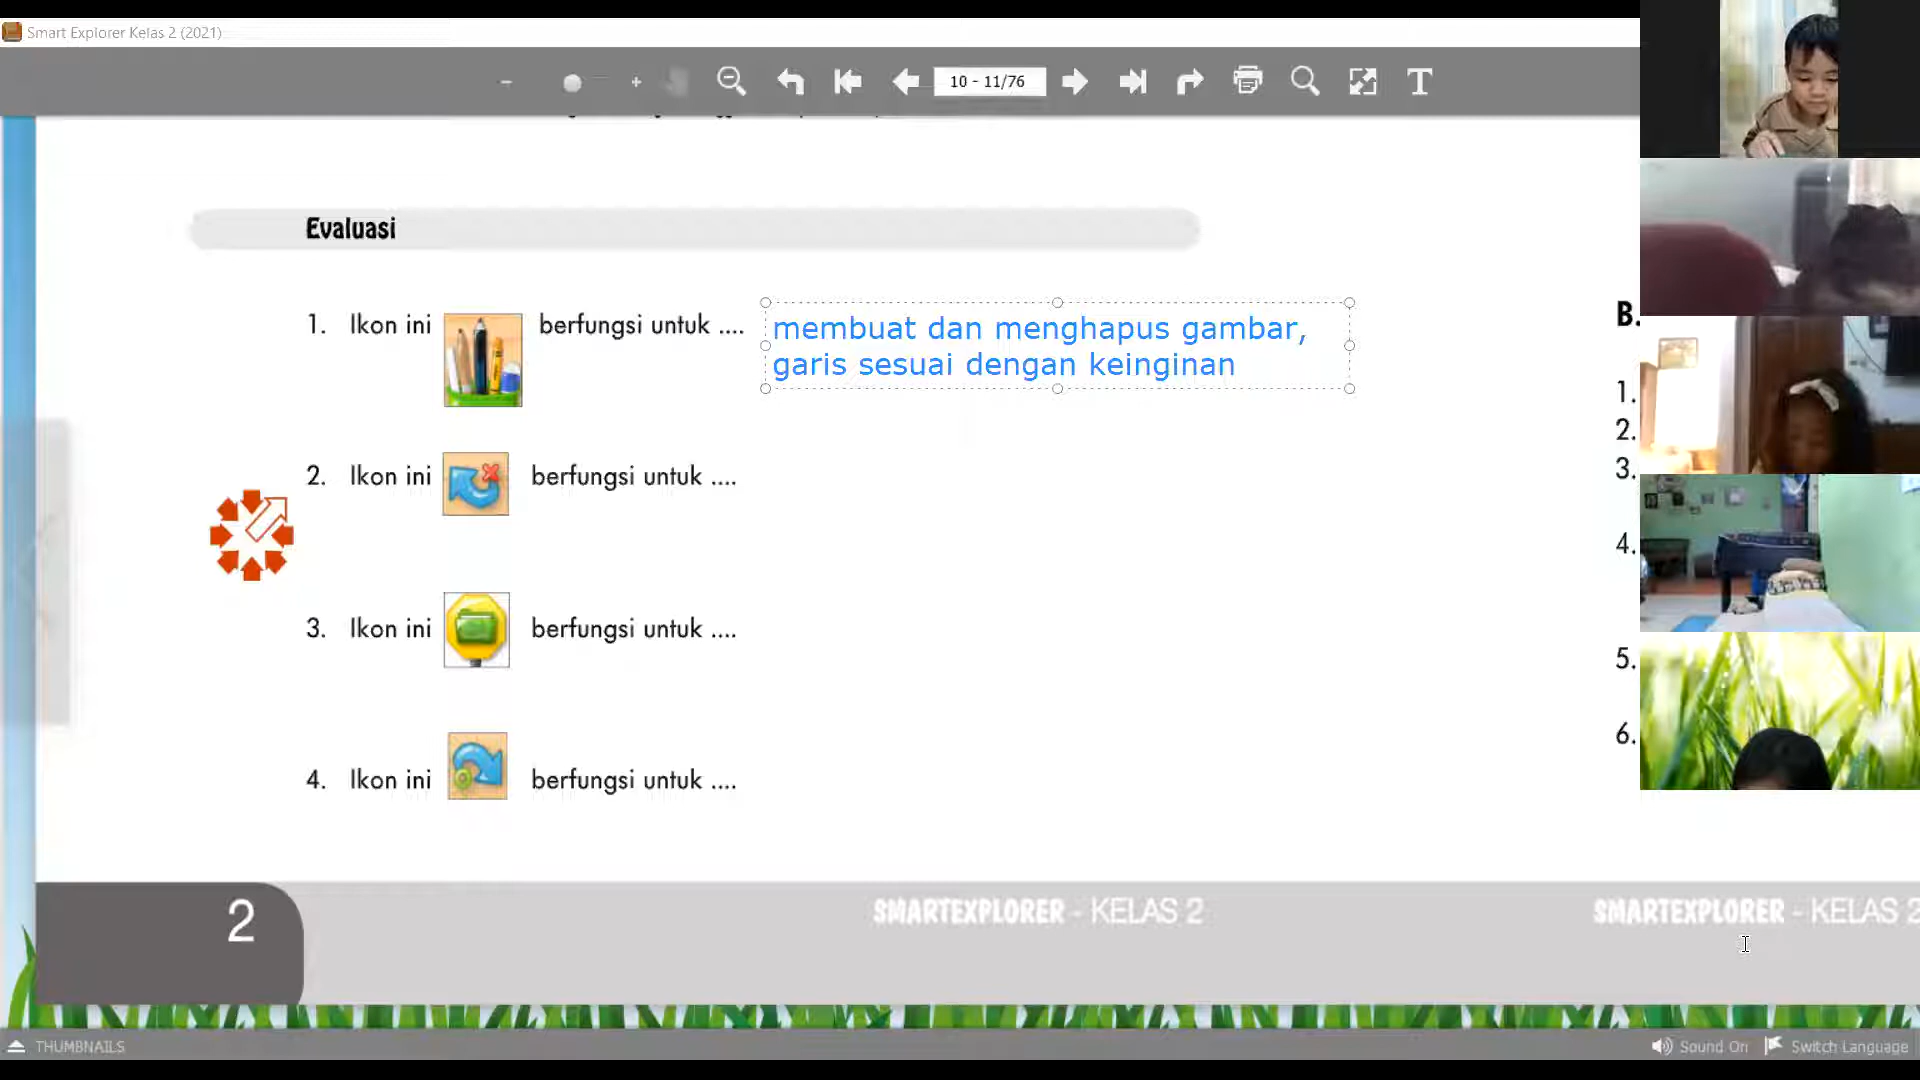 Smart Explorer Kelas 2 (2021)
10 - 11/76
T
Evaluasi
1. Ikon ini berfungsi untuk ....
membuat dan menghapus gambar,
garis sesuai dengan keinginan
2. Ikon ini berfungsi untuk ....
3. Ikon ini berfungsi untuk ....
4. Ikon ini berfungsi untuk ....
B.
1.
2.
3.
4.
5.
6.
2
SMARTEXPLORER - KELAS 2
SMARTEXPLORER - KELAS 2
THUMBNAILS
Sound On
Switch Language